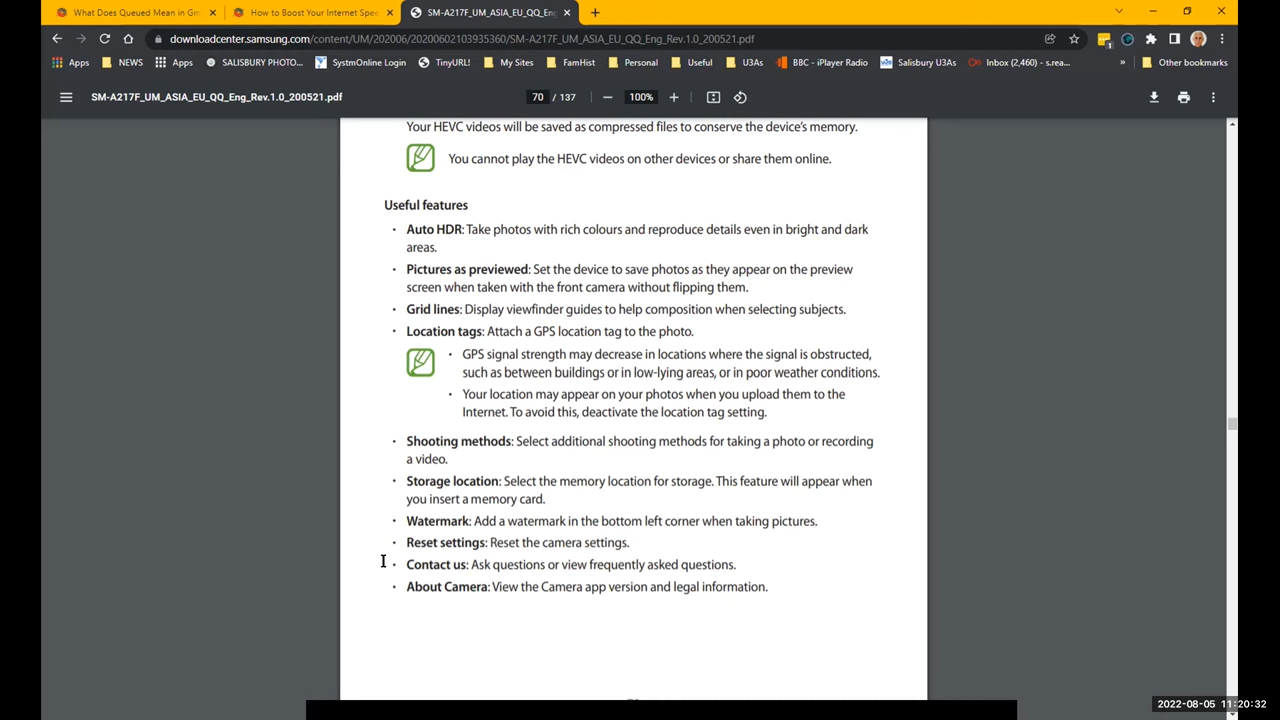 What Does Queued Mean in Gm
How to Boost Your Internet Spee
SM-A217F_UM_ASIA_EU_QQ_Eng
downloadcenter.samsung.com/content/UM/202006/20200602103935360/SM-A217F_UM_ASIA_EU_QQ_Eng_Rev.1.0_200521.pdf
1
Apps NEWS Apps SALISBURY PHOTO... SystmOnline Login TinyURL! My Sites FamHist Personal Useful U3As BBC - iPlayer Radio Salisbury U3As Inbox (2,460) - s.rea... » Other bookmarks
SM-A217F_UM_ASIA_EU_QQ_Eng_Rev.1.0_200521.pdf 70 / 137 100%
Your HEVC videos will be saved as compressed files to conserve the device's memory.
You cannot play the HEVC videos on other devices or share them online.
Useful features
• Auto HDR: Take photos with rich colours and reproduce details even in bright and dark
areas.
• Pictures as previewed: Set the device to save photos as they appear on the preview
screen when taken with the front camera without flipping them.
• Grid lines: Display viewfinder guides to help composition when selecting subjects.
• Location tags: Attach a GPS location tag to the photo.
• GPS signal strength may decrease in locations where the signal is obstructed,
such as between buildings or in low-lying areas, or in poor weather conditions.
• Your location may appear on your photos when you upload them to the
Internet. To avoid this, deactivate the location tag setting.
• Shooting methods: Select additional shooting methods for taking a photo or recording
a video.
• Storage location: Select the memory location for storage. This feature will appear when
you insert a memory card.
• Watermark: Add a watermark in the bottom left corner when taking pictures.
• Reset settings: Reset the camera settings.
• Contact us: Ask questions or view frequently asked questions.
• About Camera: View the Camera app version and legal information.
2022-08-05 11:20:32